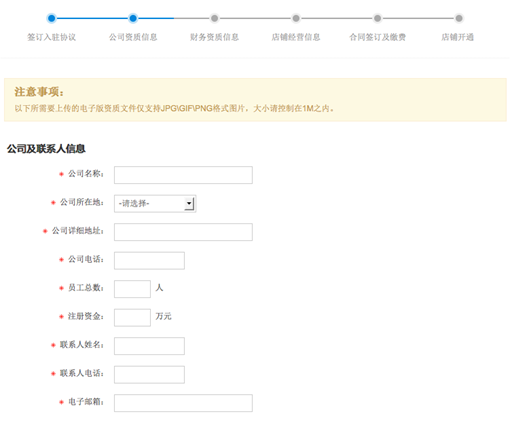 签订入驻协议 公司资质信息 财务资质信息 店铺经营信息 合同签订及缴费 店铺开通
注意事项：
以下所需要上传的电子版资质文件仅支持JPG\GIF\PNG格式图片，大小请控制在1M之内。
公司及联系人信息
* 公司名称：
* 公司所在地： -请选择-
* 公司详细地址：
* 公司电话：
* 员工总数： 人
* 注册资金： 万元
* 联系人姓名：
* 联系人电话：
* 电子邮箱：